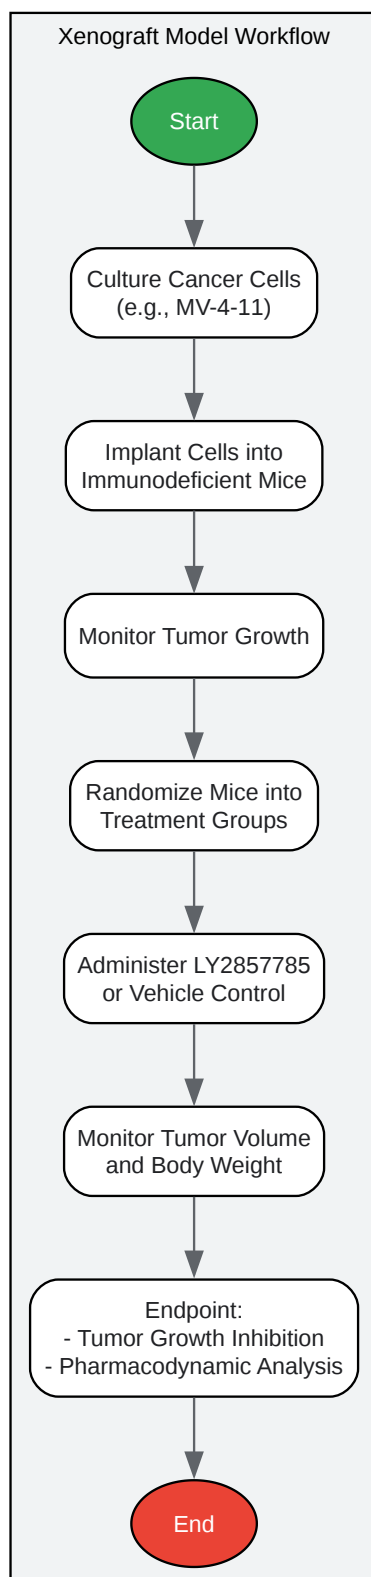 Xenograft Model Workflow
Start
Culture Cancer Cells
(e.g., MV-4-11)
Implant Cells into
Immunodeficient Mice
Monitor Tumor Growth
Randomize Mice into
Treatment Groups
Administer LY2857785
or Vehicle Control
Monitor Tumor Volume
and Body Weight
Endpoint:
- Tumor Growth Inhibition
- Pharmacodynamic Analysis
End